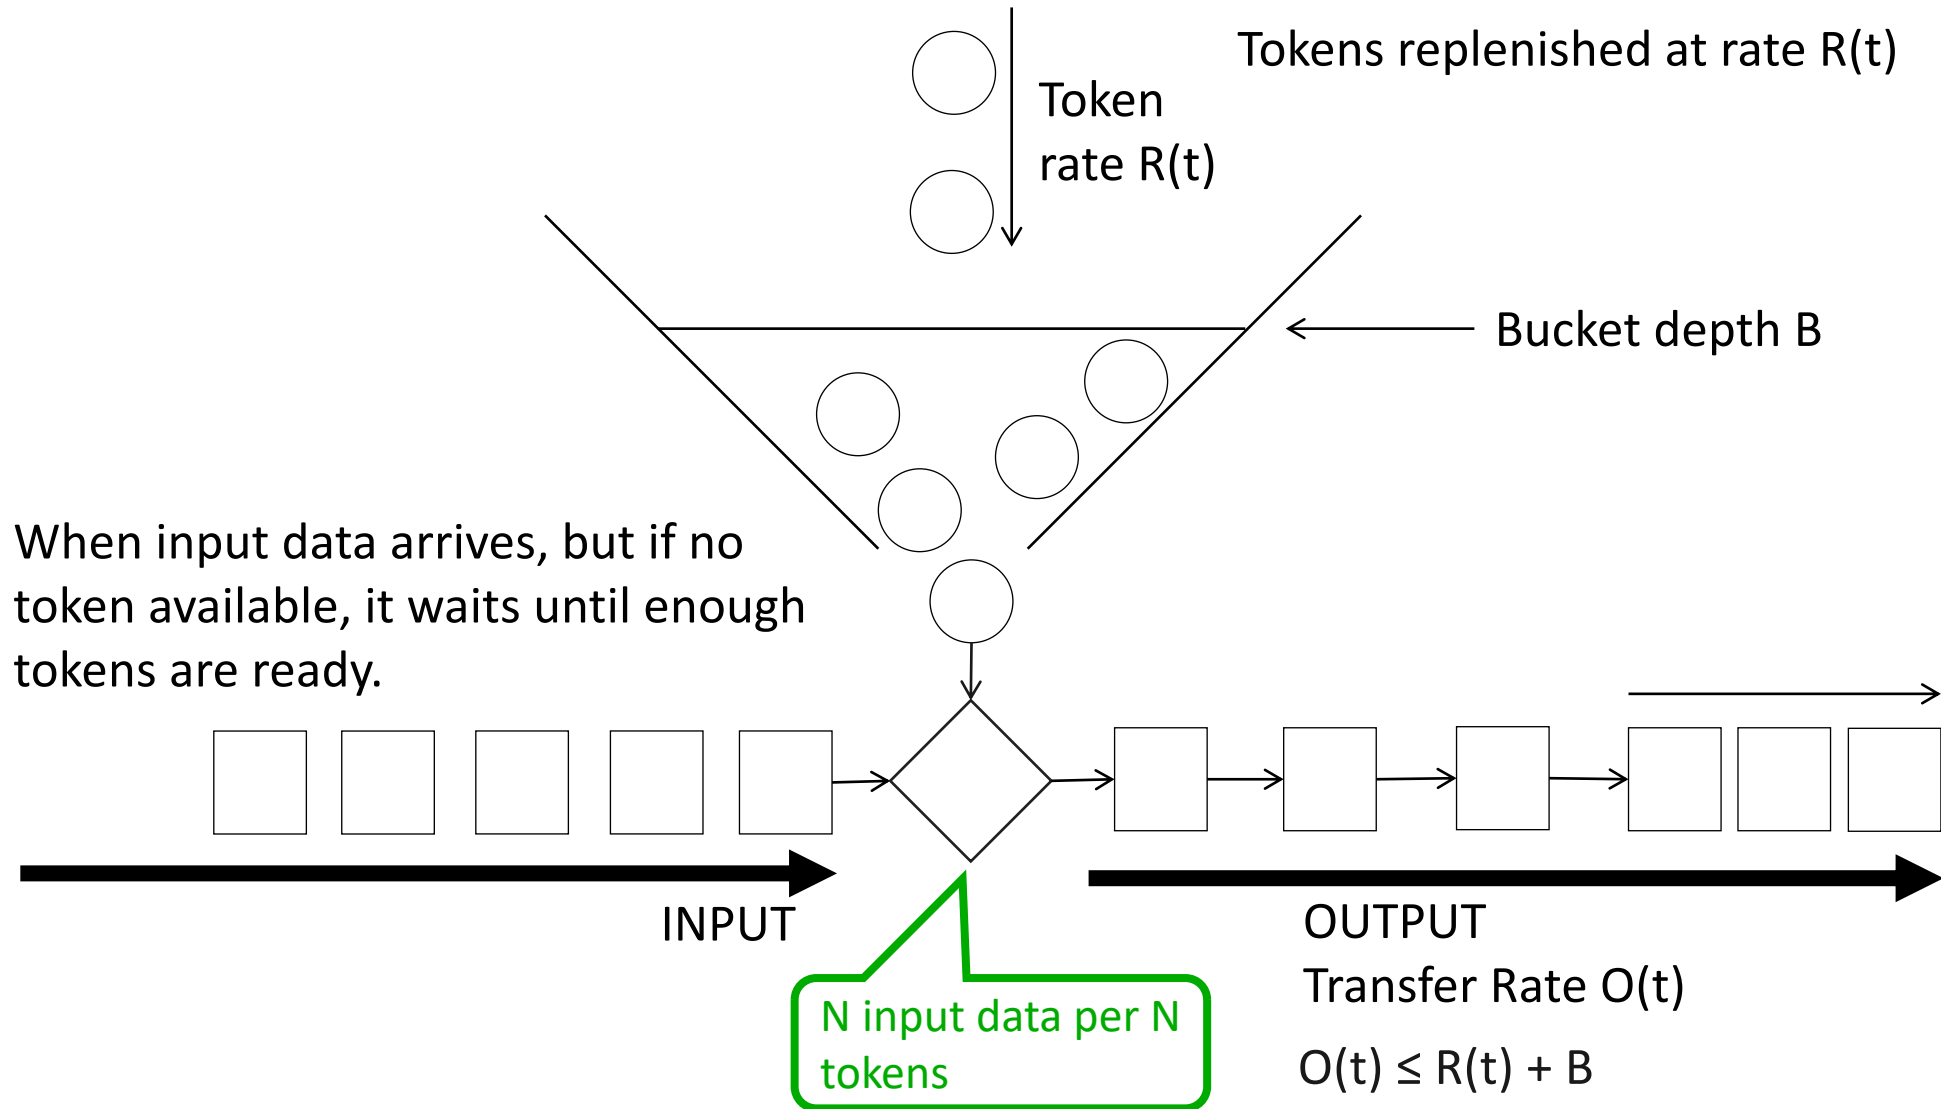 Tokens replenished at rate R(t)
Token
rate R(t)
Bucket depth B
When input data arrives, but if no
token available, it waits until enough
tokens are ready.
INPUT
OUTPUT
Transfer Rate O(t)
O(t) ≤ R(t) + B
N input data per N
tokens